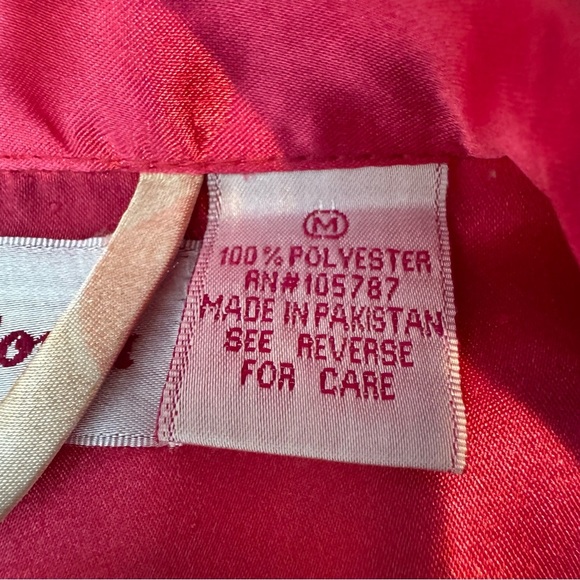 M
100% POLYESTER
RN#105787
MADE IN PAKISTAN
SEE REVERSE
FOR CARE